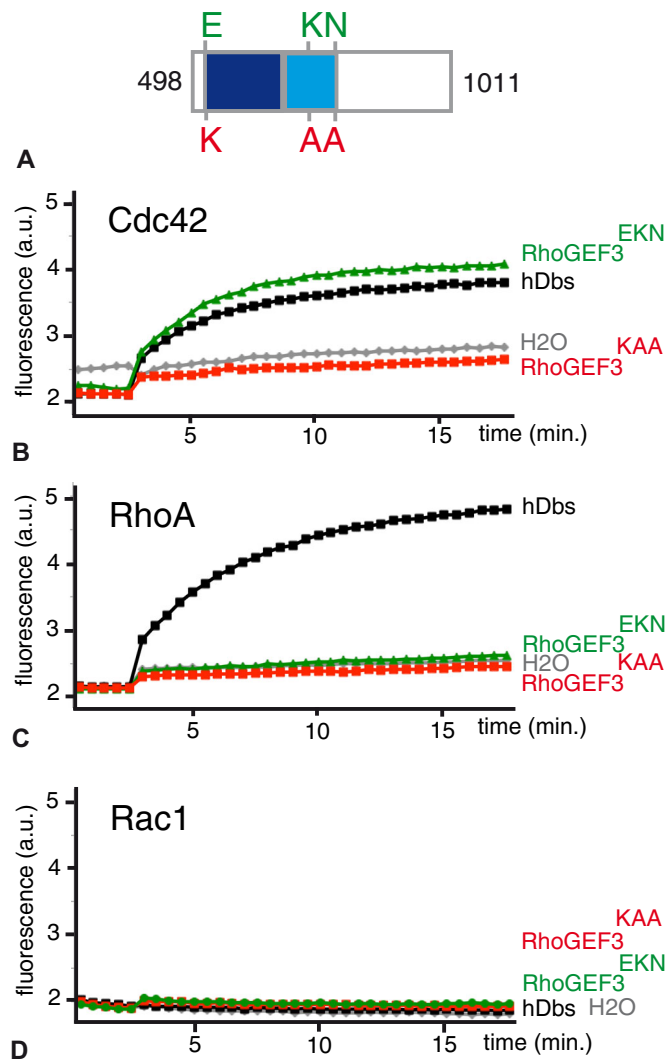 E KN
498 1011
K AA
A
5
Cdc42
EKN
RhoGEF3
4
hDbs
fluorescence (a.u.)
3
H2O KAA
RhoGEF3
2
5 10 15 time (min.)
B
5
RhoA
hDbs
4
fluorescence (a.u.)
3
EKN
RhoGEF3
H2O KAA
2
RhoGEF3
5 10 15 time (min.)
C
5
Rac1
4
fluorescence (a.u.)
3
KAA
RhoGEF3
EKN
RhoGEF3
2
hDbs H2O
5 10 15 time (min.)
D